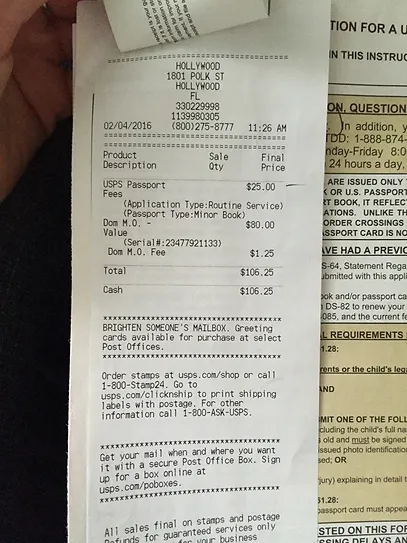 HOLLYWOOD
1801 POLK ST
HOLLYWOOD
FL
330229998
1139980305
02/04/2016 (800)275-8777 11:26 AM
Product Sale Final
Description Qty Price
USPS Passport $25.00
Fees
(Application Type:Routine Service)
(Passport Type:Minor Book)
Dom M.O. - $80.00
Value
(Serial#:23477921133)
Dom M.O. Fee $1.25
Total $106.25
Cash $106.25
****************************************
BRIGHTEN SOMEONE'S MAILBOX. Greeting
cards available for purchase at select
Post Offices.
****************************************
Order stamps at usps.com/shop or call
1-800-Stamp24. Go to
usps.com/clicknship to print shipping
labels with postage. For other
information call 1-800-ASK-USPS.
****************************************
Get your mail when and where you want
it with a secure Post Office Box. Sign
up for a box online at
usps.com/poboxes.
****************************************
All sales final on stamps and postage
Refunds for guaranteed services only
for your business
TION FOR A U
IN THIS INSTRUC
ON, QUESTION
In addition, y
TDD: 1-888-874-
nday-Friday 8:0
24 hours a day,
ARE ISSUED ONLY
K OR U.S. PASSPORT
RT BOOK, IT REFLECT
ATIONS. UNLIKE TH
ORDER CROSSINGS
PASSPORT CARD IS NO
AVE HAD A PREVIO
S-64, Statement Rega
ubmitted with this appl
ook and/or passport ca
DS-82 to renew your
-085, and the current fe
L REQUIREMENTS
1.28:
rents or the child's lega
AND
MIT ONE OF THE FOLL
cluding the child's full na
s old and must be signed
issued photo identification
sed; OR
jury) explaining in detail t
51.28:
passport card must appea
STED ON THIS FOR
SSING DELAYS AN